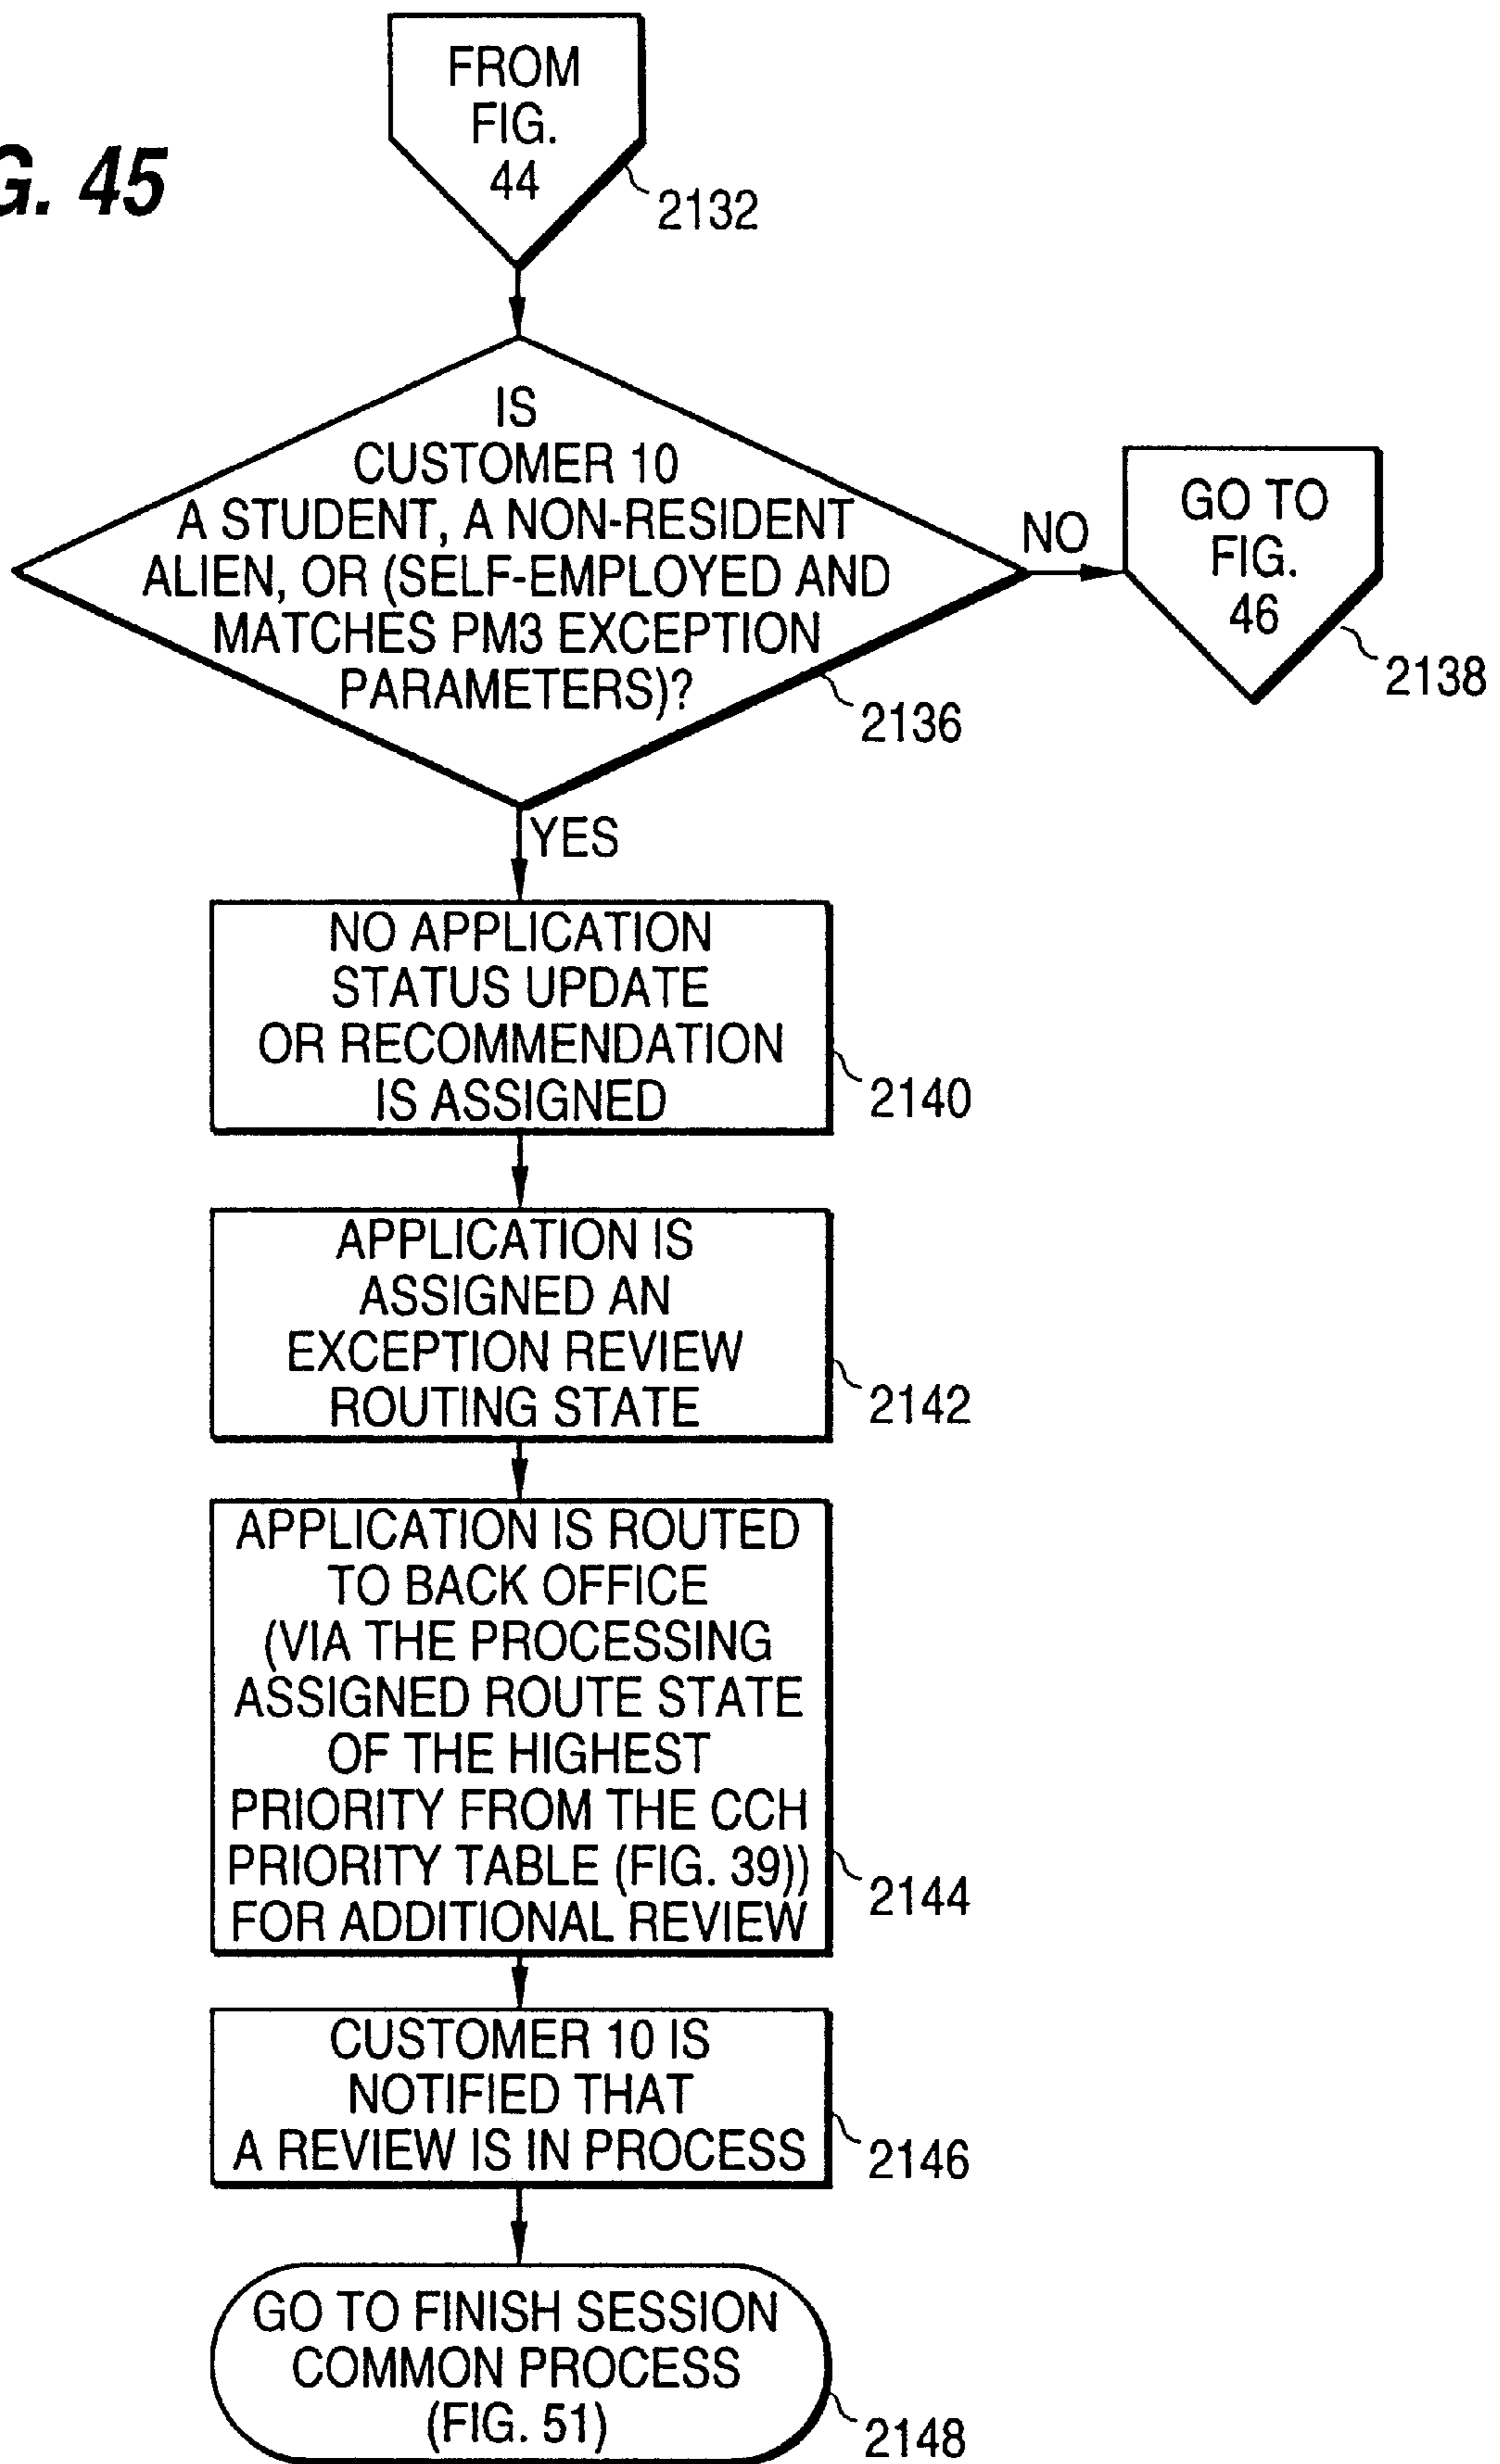 G. 45
FROM
FIG.
44
2132
IS
CUSTOMER 10
A STUDENT, A NON-RESIDENT
ALIEN, OR (SELF-EMPLOYED AND
MATCHES PM3 EXCEPTION
PARAMETERS)?
2136
NO
GO TO
FIG.
46
2138
YES
NO APPLICATION
STATUS UPDATE
OR RECOMMENDATION
IS ASSIGNED
2140
APPLICATION IS
ASSIGNED AN
EXCEPTION REVIEW
ROUTING STATE
2142
APPLICATION IS ROUTED
TO BACK OFFICE
(VIA THE PROCESSING
ASSIGNED ROUTE STATE
OF THE HIGHEST
PRIORITY FROM THE CCH
PRIORITY TABLE (FIG. 39))
FOR ADDITIONAL REVIEW
2144
CUSTOMER 10 IS
NOTIFIED THAT
A REVIEW IS IN PROCESS
2146
GO TO FINISH SESSION
COMMON PROCESS
(FIG. 51)
2148